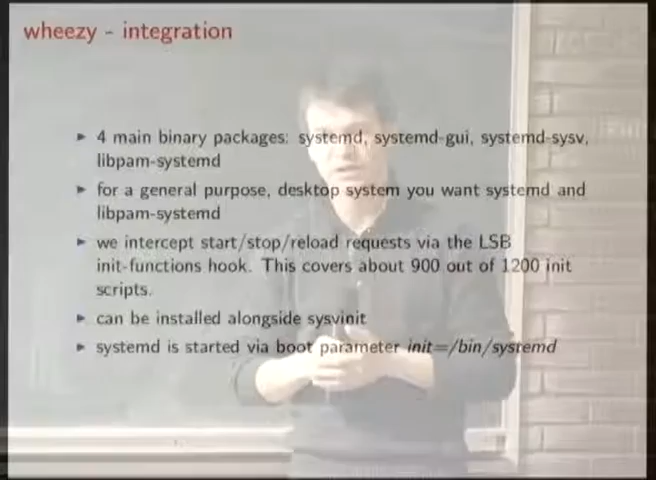 wheezy - integration
4 main binary packages: systemd, systemd-gui, systemd-sysv,
libpam-systemd
for a general purpose, desktop system you want systemd and
libpam-systemd
we intercept start/stop/reload requests via the LSB
init-functions hook. This covers about 900 out of 1200 init
scripts.
can be installed alongside sysvinit
systemd is started via boot parameter init=/bin/systemd